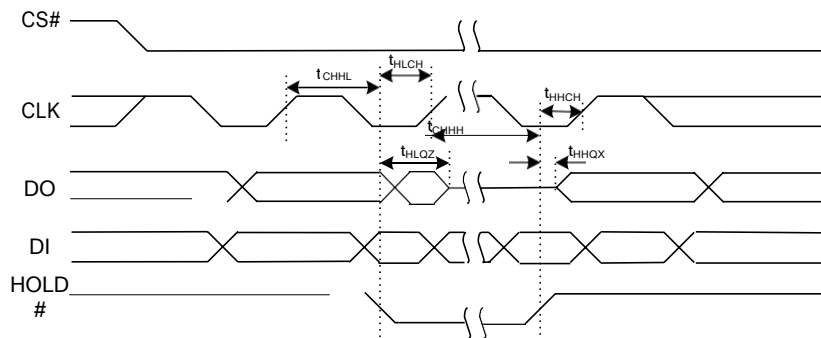 CS#
tHLCH
tCHHL
tHHCH
CLK
tCHHH
tHLQZ
tHHQX
DO
DI
HOLD
#